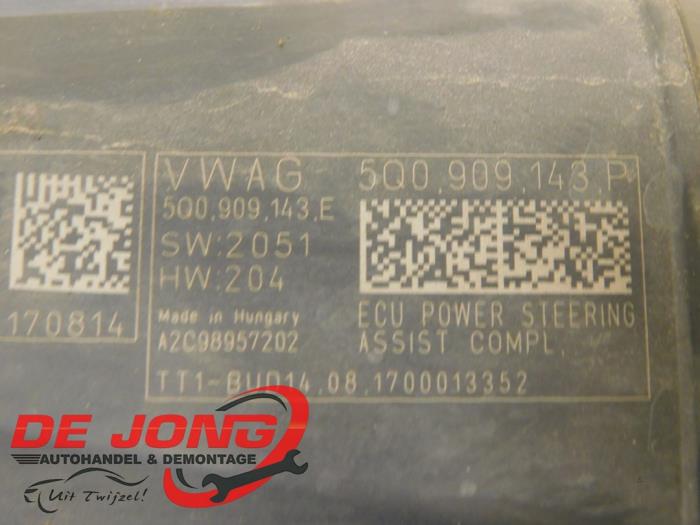 VWAG 5Q0.909.143.P
5Q0.909.143.E
SW:2051
HW:204
170814
Made in Hungary
A2C98957202
ECU POWER STEERING
ASSIST COMPL.
TT1-BUD14.08.1700013352
DE JONG
AUTOHANDEL & DEMONTAGE
Uit Twijzel!